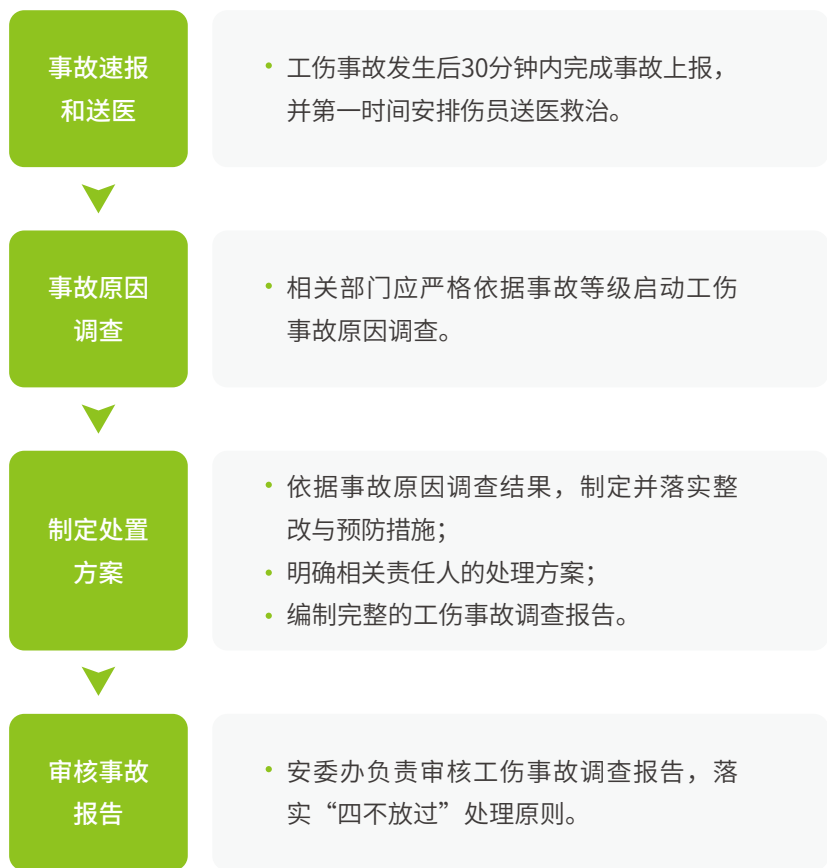 事故速报
和送医
• 工伤事故发生后30分钟内完成事故上报，
并第一时间安排伤员送医救治。
事故原因
调查
• 相关部门应严格依据事故等级启动工伤
事故原因调查。
制定处置
方案
• 依据事故原因调查结果，制定并落实整
改与预防措施；
• 明确相关责任人的处理方案；
• 编制完整的工伤事故调查报告。
审核事故
报告
• 安委办负责审核工伤事故调查报告，落
实“四不放过”处理原则。